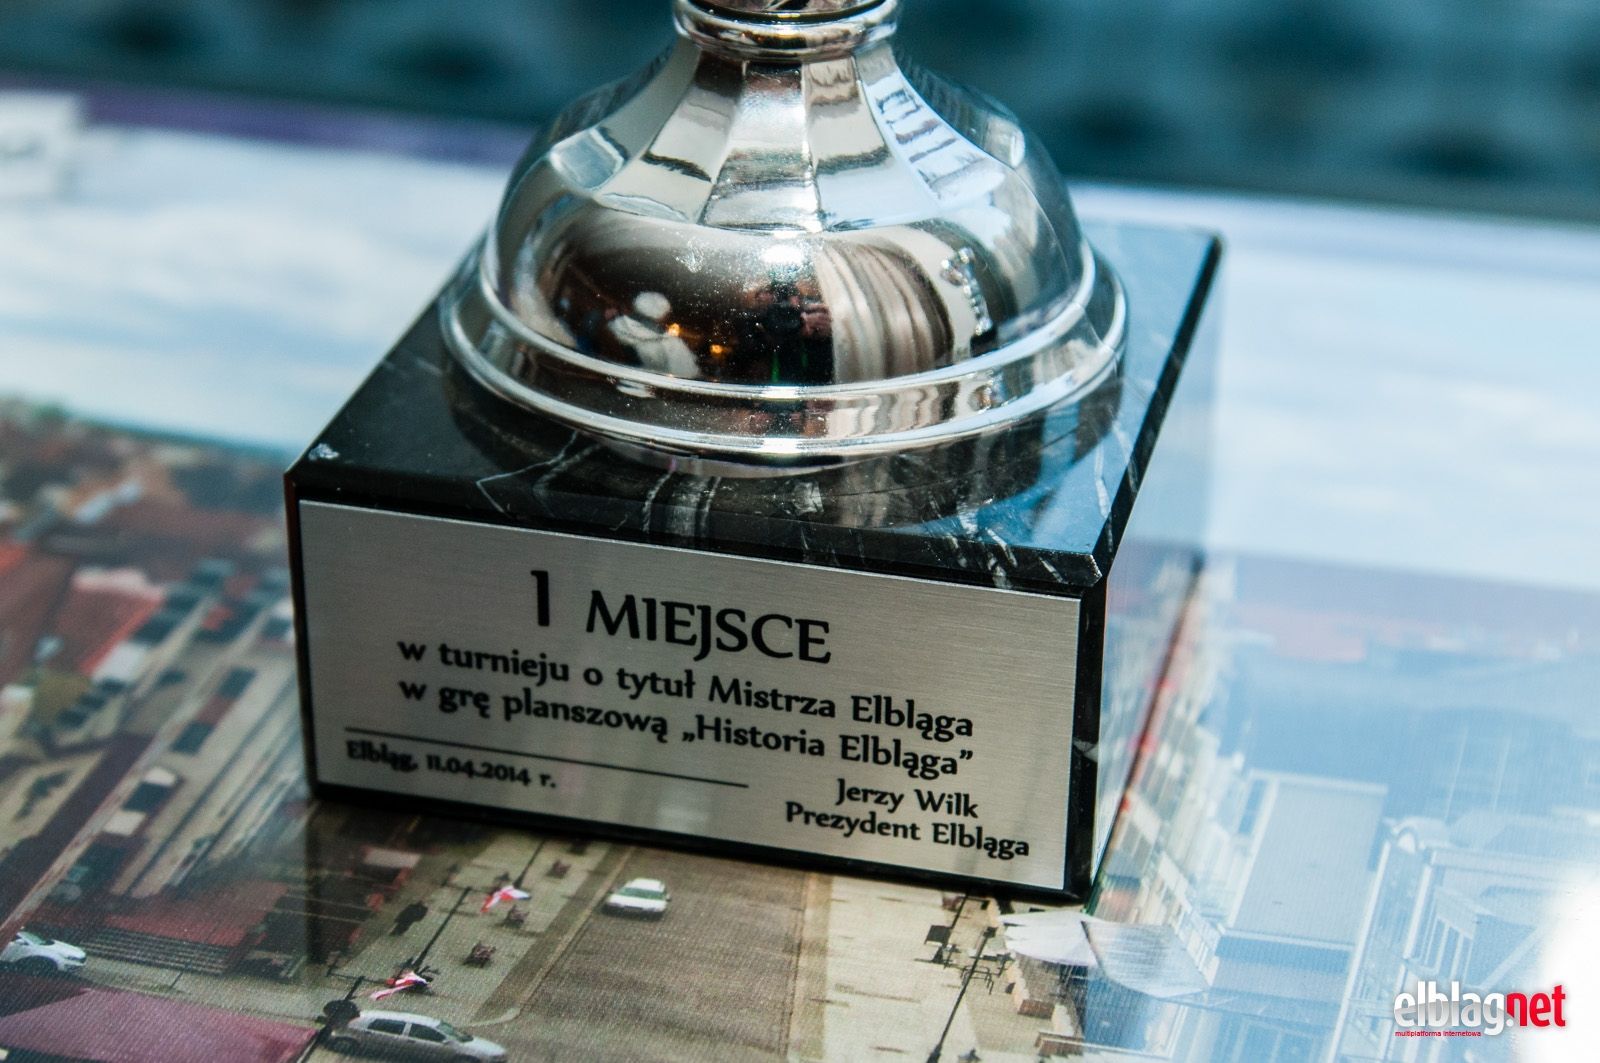 I MIEJSCE
w turnieju o tytuł Mistrza Elbląga
w grę planszową „Historia Elbląga”
Elbląg, 11.04.2014 r.
Jerzy Wilk
Prezydent Elbląga
elblag.net
multiplatforma internetowa